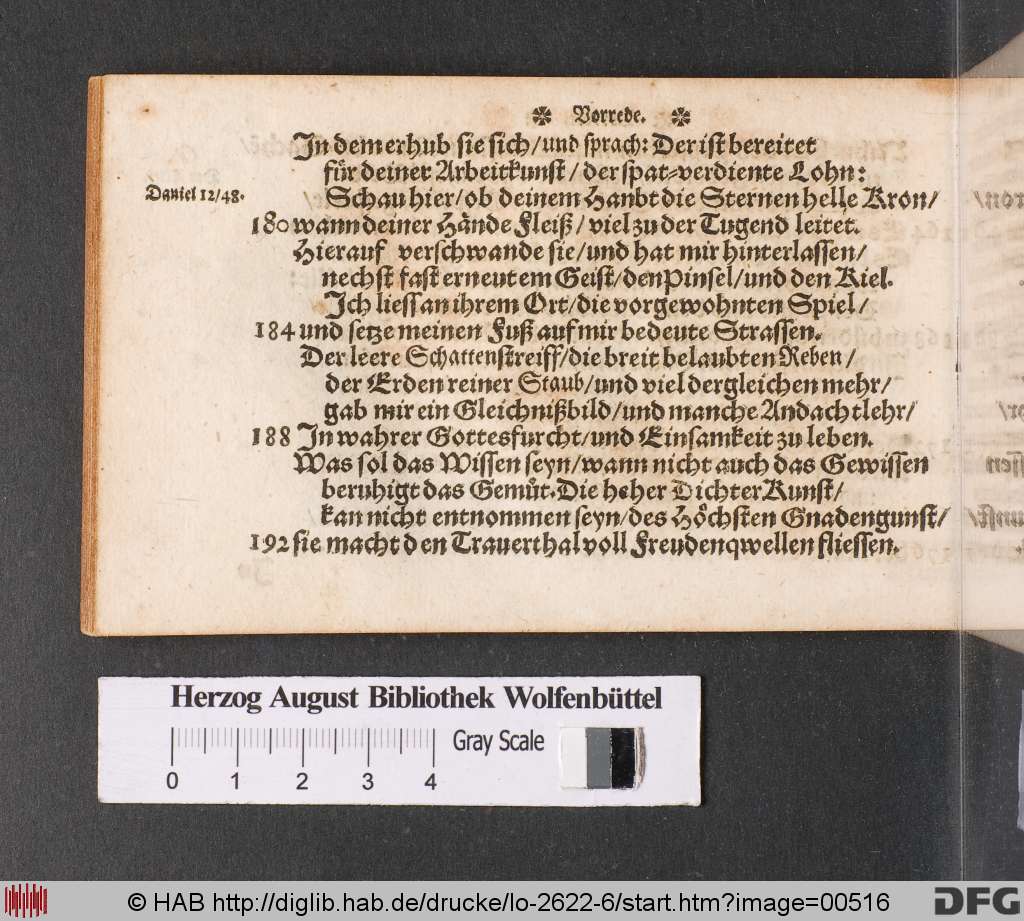 ❇ Vorrede. ❇
In dem erhub sie sich/und sprach: Der ist bereitet
fůr deiner Arbeitkunst/der spat-verdiente Lohn:
Daniel 12/48.
Schau hier/ob deinem Haubt die Sternen helle Kron/
180 wann deiner Hände Fleiß/viel zu der Tugend leitet.
Hierauf verschwande sie/und hat mir hinterlassen/
nechst fast erneutem Geist/den Pinsel/und den Kiel.
Ich liess an ihrem Ort/die vorgewohnten Spiel/
184 und setze meinen Fuß auf mir bedeute Strassen.
Der leere Schattenstreiff/die breit belaubten Reben/
der Erden reiner Staub/und viel dergleichen mehr/
gab mir ein Gleichnißbild/und manche Andachtlehr/
188 In wahrer Gottesfurcht/und Einsamkeit zu leben.
Was sol das Wissen seyn/wann nicht auch das Gewissen
beruhigt das Gemůt. Die heher Dichter Kunst/
kan nicht entnommen seyn/des Höchsten Gnadengunst/
192 sie macht den Trauerthal voll Freudenqwellen fliessen.
Herzog August Bibliothek Wolfenbüttel
Gray Scale
0 1 2 3 4
© HAB http://diglib.hab.de/drucke/lo-2622-6/start.htm?image=00516
DFG